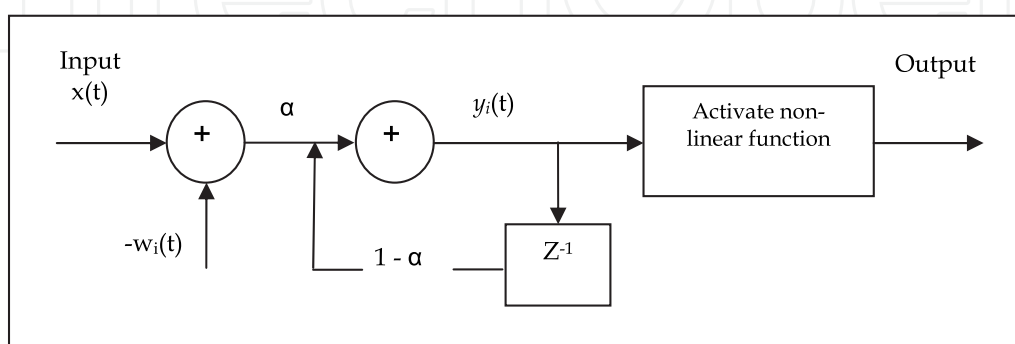 Input
x(t)
Output
α
yᵢ(t)
+
+
Activate non-
linear function
-wᵢ(t)
1 - α
Z⁻¹